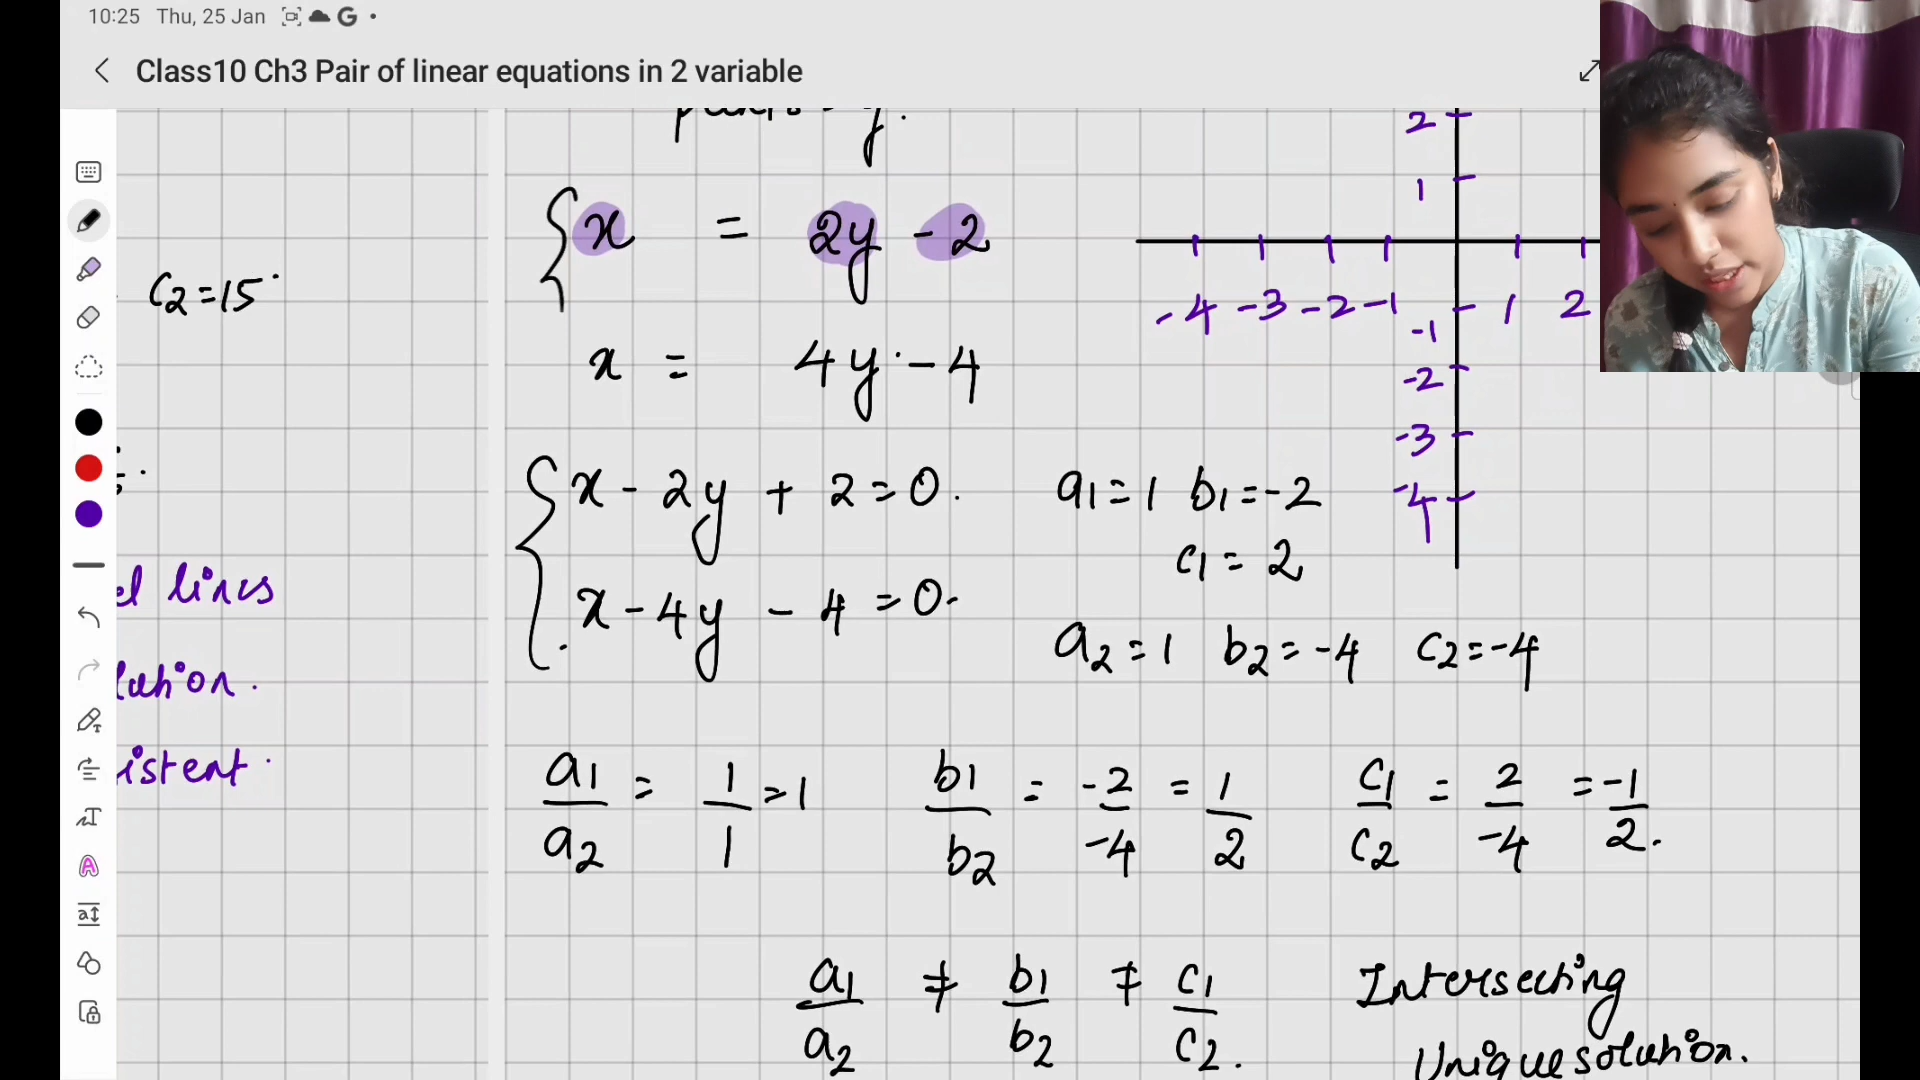 10:25 Thu, 25 Jan
Class10 Ch3 Pair of linear equations in 2 variable
C2=15
lines
x = 2y - 2
x = 4y - 4
x - 2y + 2 = 0.
x - 4y - 4 = 0.
a1 = 1 b1 = -2
c1 = 2
a2 = 1 b2 = -4 c2 = -4
a1/a2 = 1/1 = 1 b1/b2 = -2/-4 = 1/2 c1/c2 = 2/-4 = -1/2.
a1/a2 ≠ b1/b2 ≠ c1/c2.
Intersecting
Unique solution.
2
1
-4 -3 -2 -1 1 2
-1
-2
-3
-4